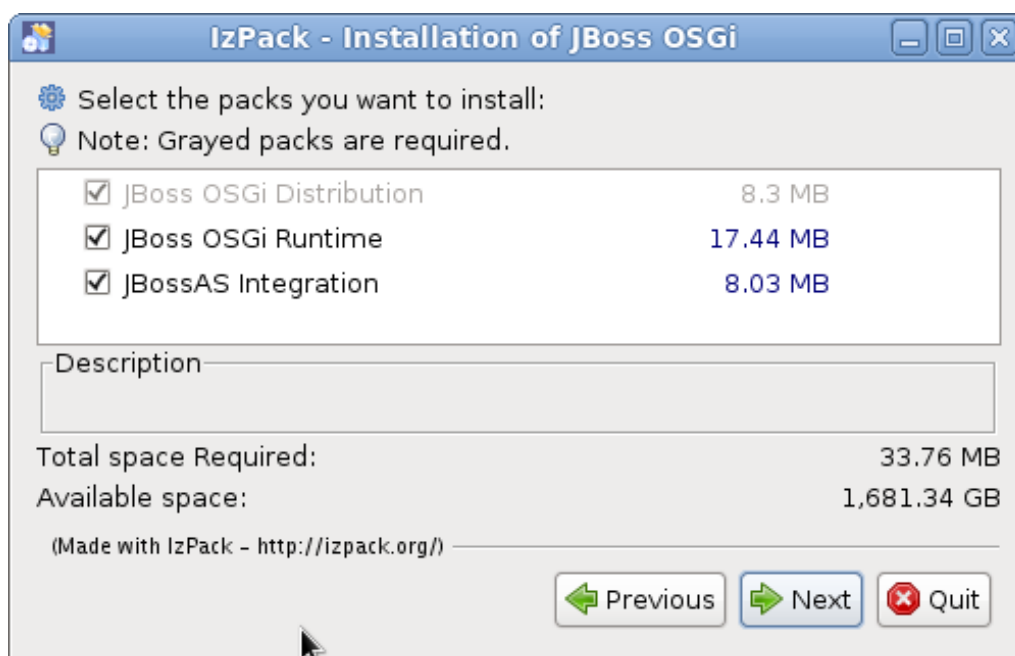 IzPack - Installation of JBoss OSGi
Select the packs you want to install:
Note: Grayed packs are required.
JBoss OSGi Distribution 8.3 MB
JBoss OSGi Runtime 17.44 MB
JBossAS Integration 8.03 MB
Description
Total space Required: 33.76 MB
Available space: 1,681.34 GB
(Made with IzPack - http://izpack.org/)
Previous Next Quit